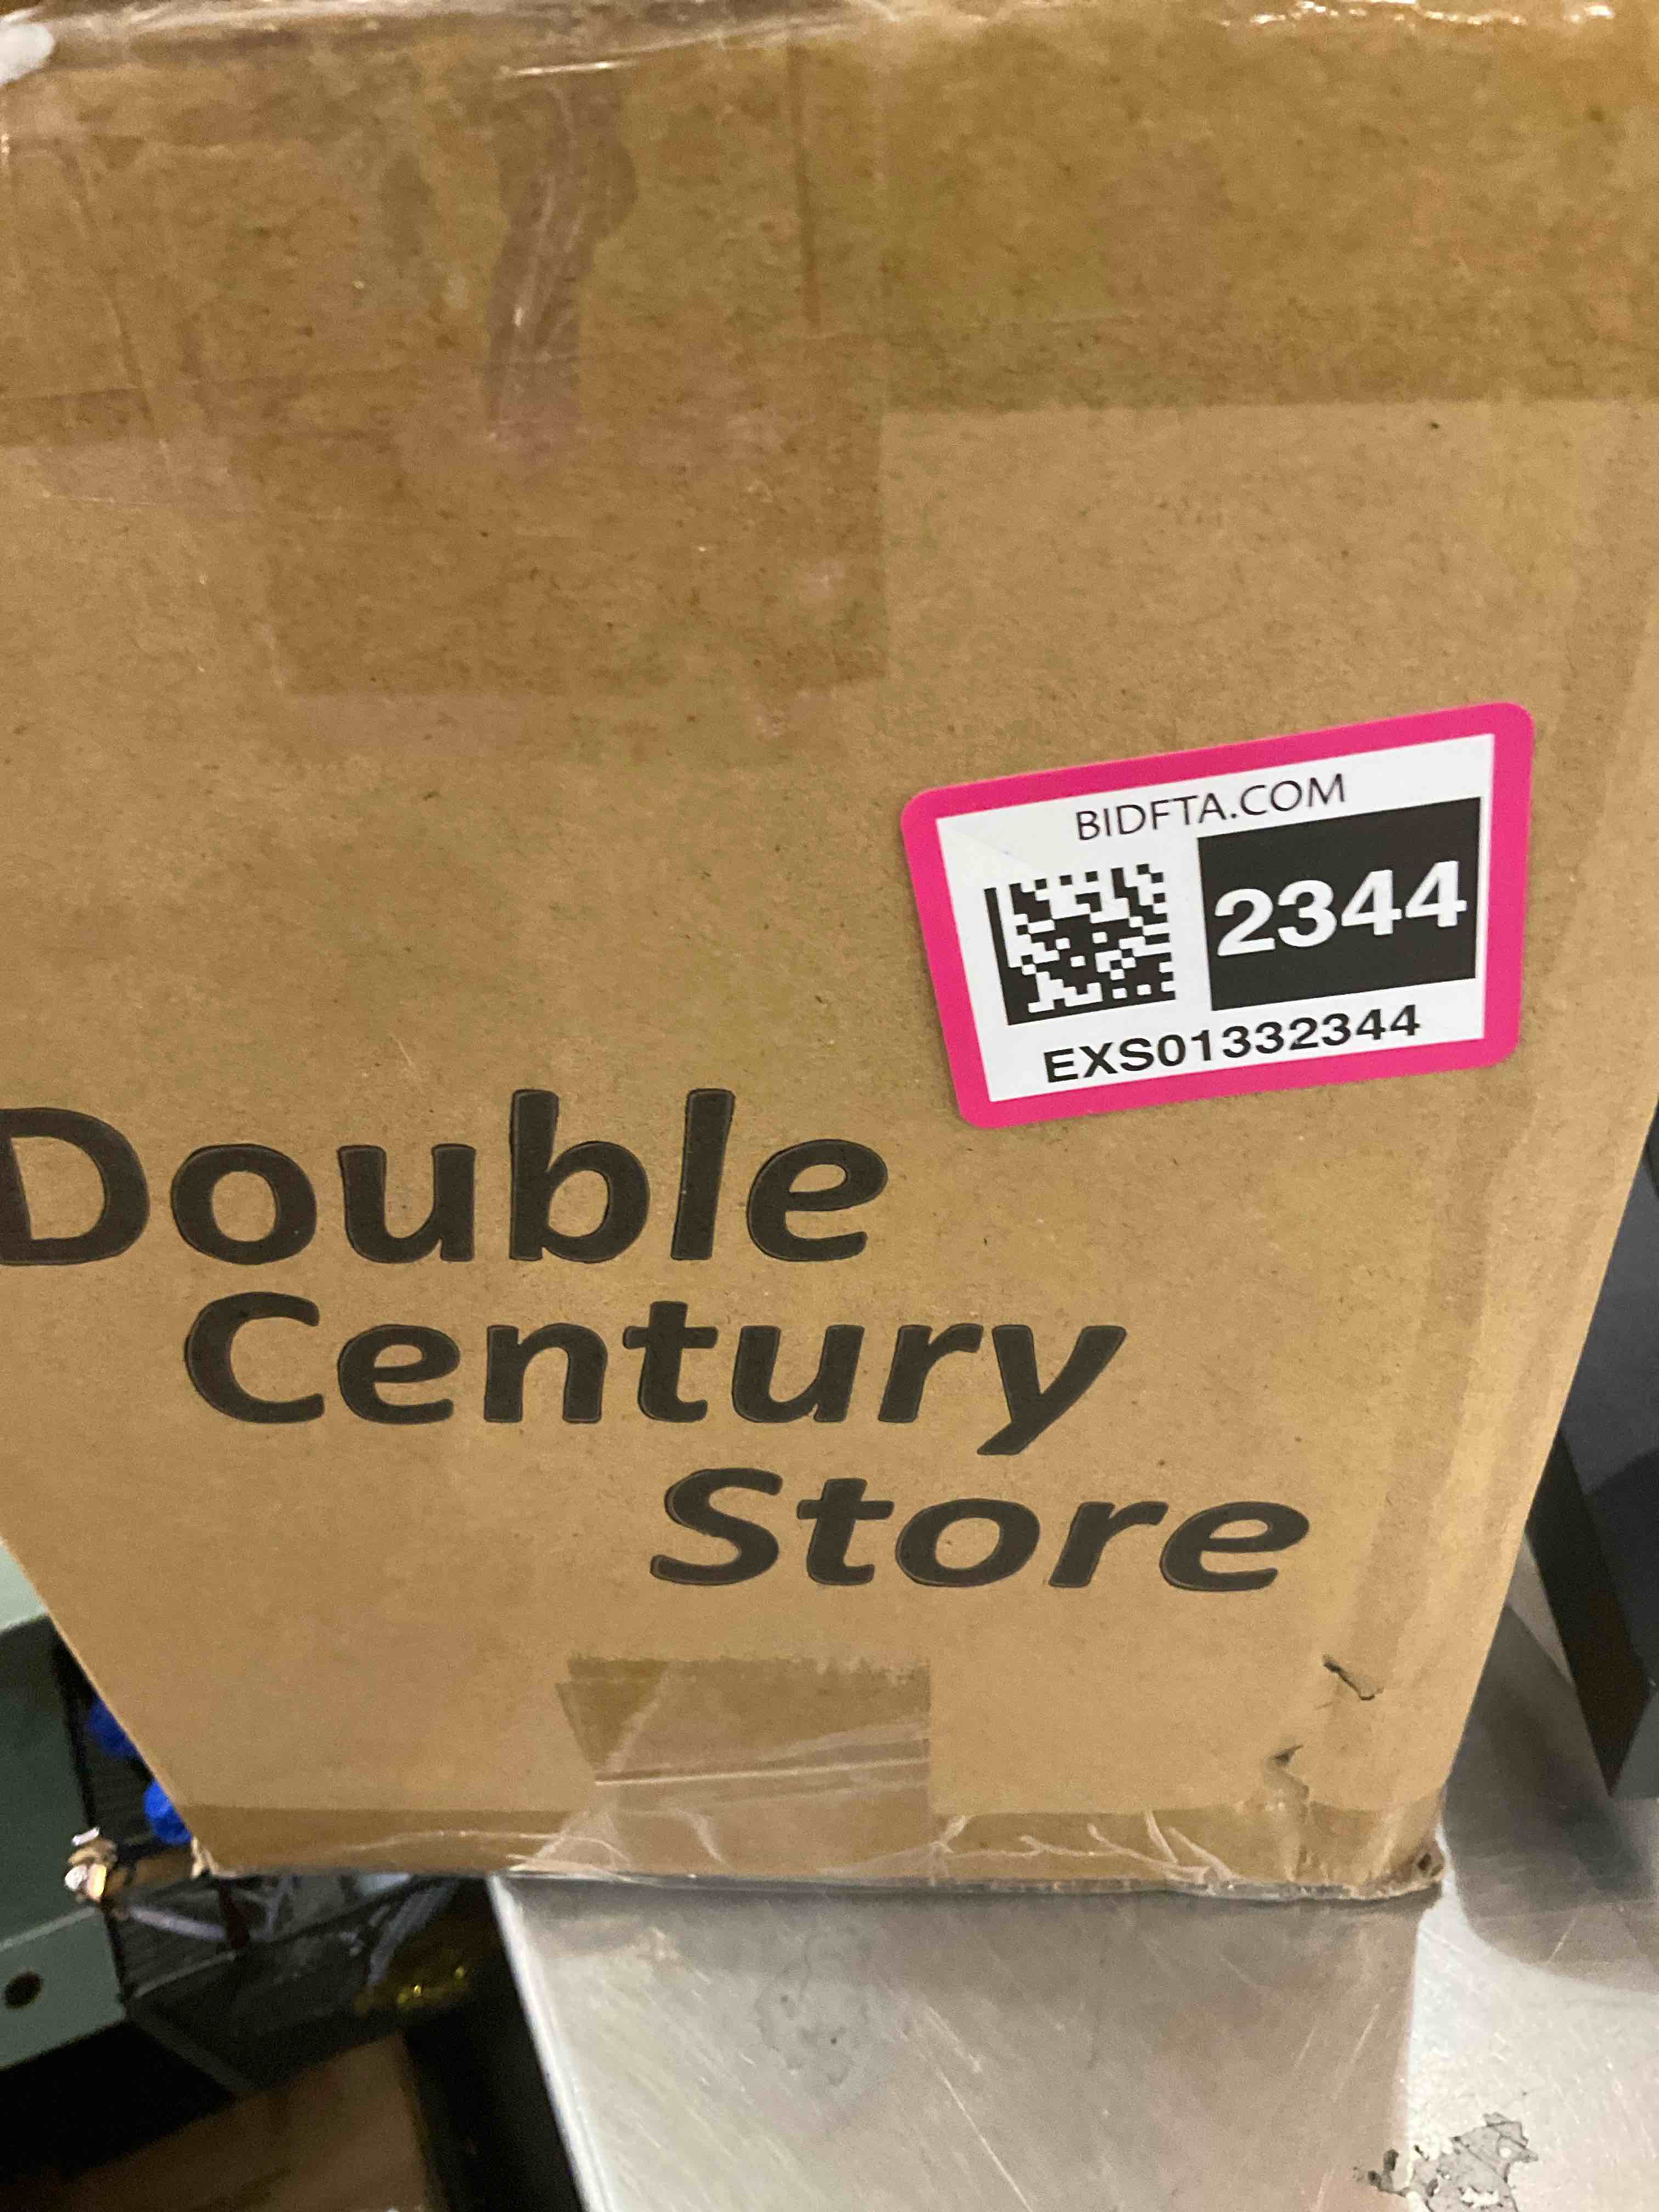 BIDFTA.COM
2344
EXS01332344
Double
Century
Store